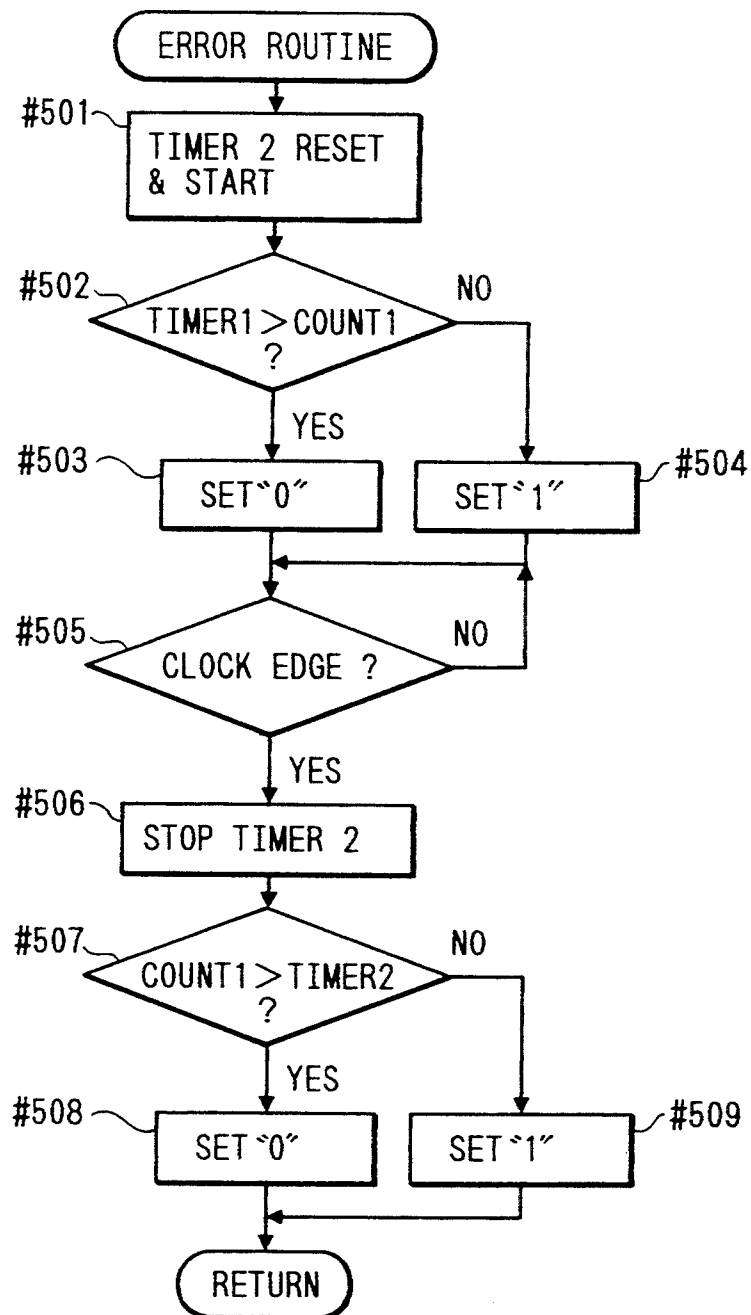 ERROR ROUTINE
#501
TIMER 2 RESET
& START
#502
TIMER1>COUNT1
?
NO
YES
#503
SET "0"
SET "1"
#504
#505
CLOCK EDGE ?
NO
YES
#506
STOP TIMER 2
#507
COUNT1>TIMER2
?
NO
YES
#508
SET "0"
SET "1"
#509
RETURN